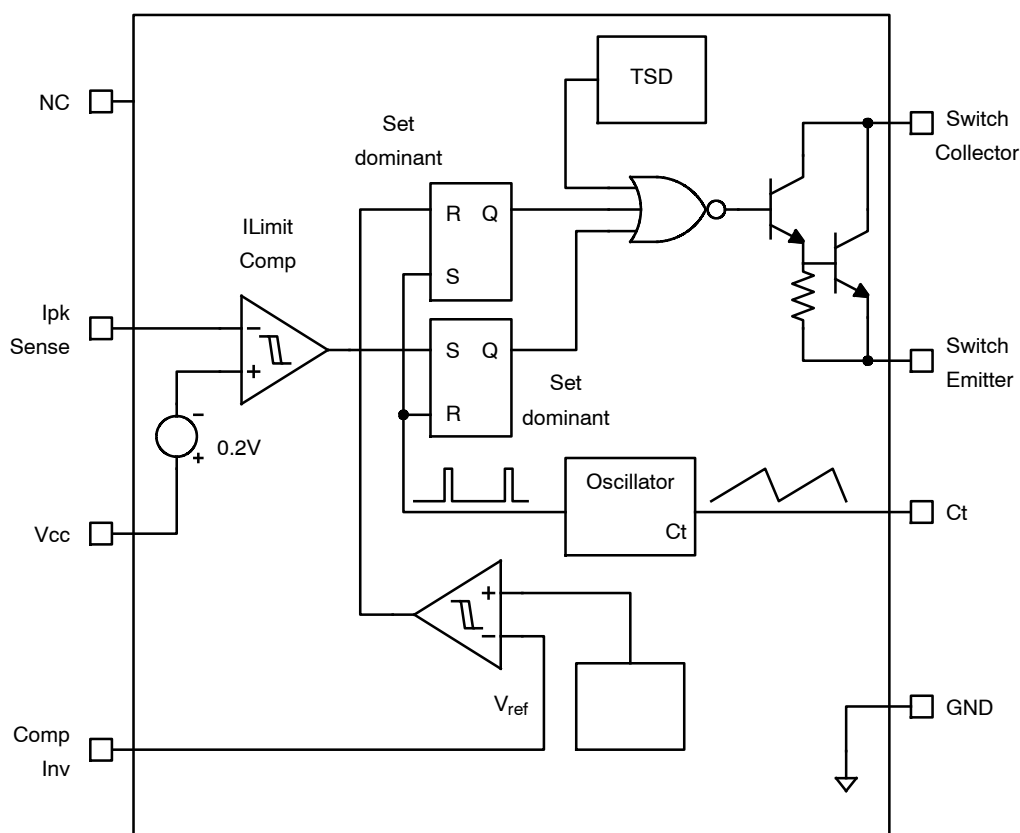 TSD
NC
Set
dominant
Switch
Collector
R Q
S
ILimit
Comp
Ipk
Sense
−
+
S Q
R
Set
dominant
Switch
Emitter
−
+
0.2V
Oscillator
Ct
Vcc
Ct
+
−
Vref
GND
Comp
Inv